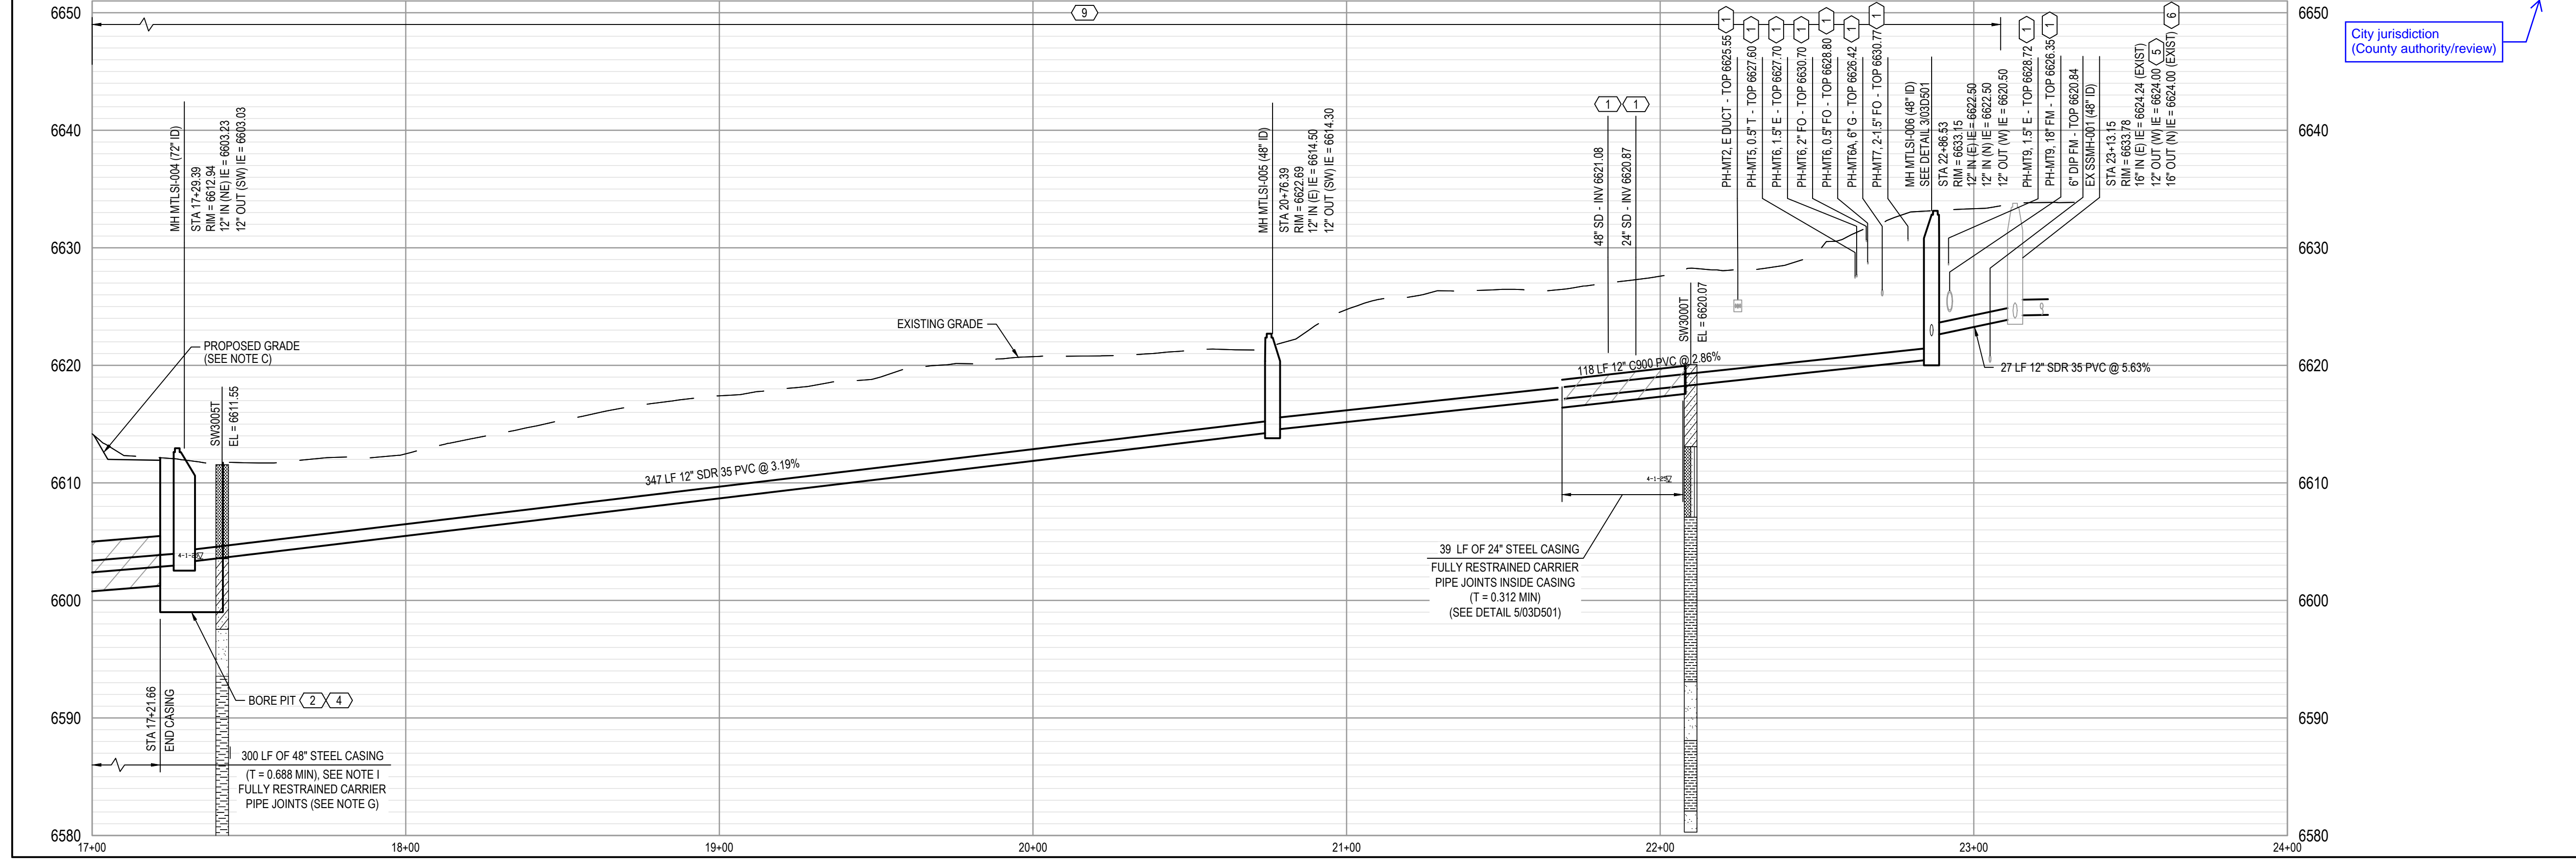 6650
6640
6630
6620
6610
6600
6590
6580
9
MH MTLSI-004 (72" ID)
STA 17+29.39
RIM = 6612.94
12" IN (NE) IE = 6603.23
12" OUT (SW) IE = 6603.03
PROPOSED GRADE
(SEE NOTE C)
SW3005T
EL = 6611.55
4-1-25
STA 17+21.66
END CASING
BORE PIT 2 4
300 LF OF 48" STEEL CASING
(T = 0.688 MIN), SEE NOTE I
FULLY RESTRAINED CARRIER
PIPE JOINTS (SEE NOTE G)
347 LF 12" SDR 35 PVC @ 3.19%
EXISTING GRADE
MH MTLSI-005 (48" ID)
STA 20+76.39
RIM = 6622.69
12" IN (E) IE = 6614.50
12" OUT (SW) IE = 6614.30
1
1
48" SD - INV 6621.08
24" SD - INV 6620.87
118 LF 12" C900 PVC @ 2.86%
39 LF OF 24" STEEL CASING
FULLY RESTRAINED CARRIER
PIPE JOINTS INSIDE CASING
(T = 0.312 MIN)
(SEE DETAIL 5/03D501)
4-1-25
SW3000T
EL = 6620.07
PH-MT2, E DUCT - TOP 6625.55 1
PH-MT5, 0.5" T - TOP 6627.60 1
PH-MT6, 1.5" E - TOP 6627.70 1
PH-MT6, 2" FO - TOP 6630.70 1
PH-MT6, 0.5" FO - TOP 6628.80 1
PH-MT6A, 6" G - TOP 6626.42 1
PH-MT7, 2-1.5" FO - TOP 6630.77 1
MH MTLSI-006 (48" ID)
SEE DETAIL 3/03D501
STA 22+86.53
RIM = 6633.15
12" IN (E) IE = 6622.50
12" IN (N) IE = 6622.50
12" OUT (W) IE = 6620.50
PH-MT9, 1.5" E - TOP 6628.72 1
PH-MT9, 18" FM - TOP 6626.35 1
6" DIP FM - TOP 6620.84
EX SSMH-001 (48" ID)
STA 23+13.15
RIM = 6633.78
16" IN (E) IE = 6624.24 (EXIST)
12" OUT (W) IE = 6624.00 5
16" OUT (N) IE = 6624.00 (EXIST) 6
27 LF 12" SDR 35 PVC @ 5.63%
6650
6640
6630
6620
6610
6600
6590
6580
17+00
18+00
19+00
20+00
21+00
22+00
23+00
24+00
City jurisdiction
(County authority/review)